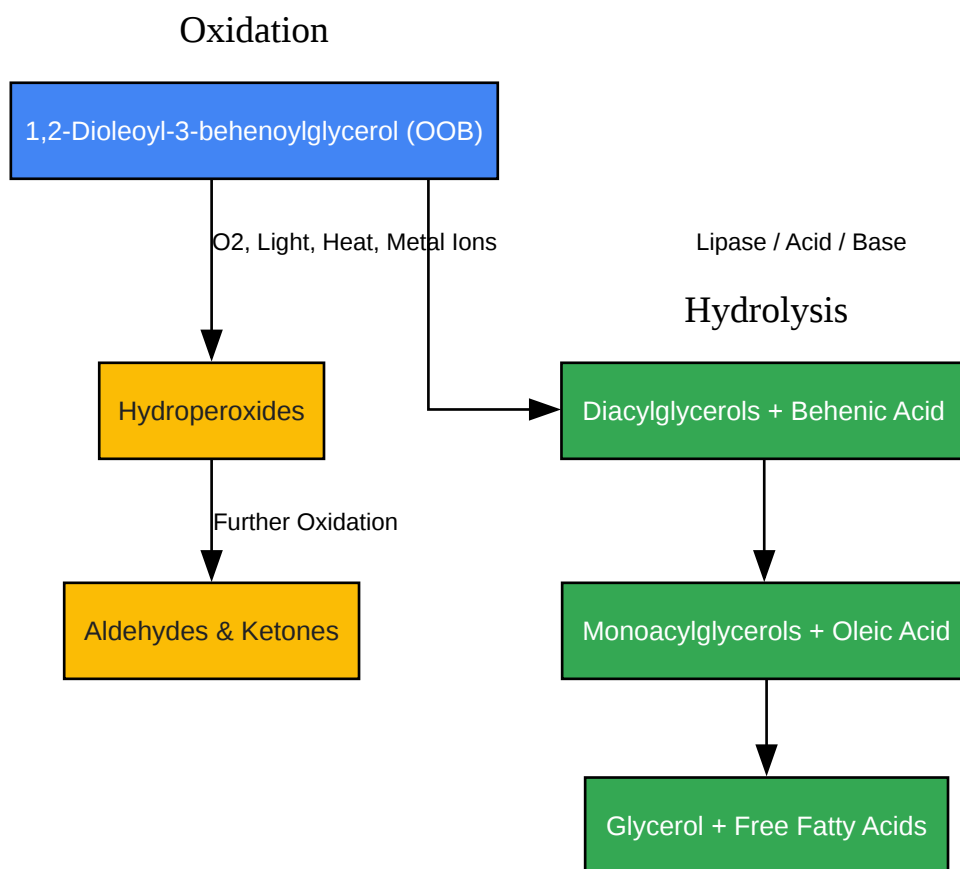 Oxidation
1,2-Dioleoyl-3-behenoylglycerol (OOB)
O2, Light, Heat, Metal Ions
Lipase / Acid / Base
Hydrolysis
Hydroperoxides
Diacylglycerols + Behenic Acid
Further Oxidation
Aldehydes & Ketones
Monoacylglycerols + Oleic Acid
Glycerol + Free Fatty Acids